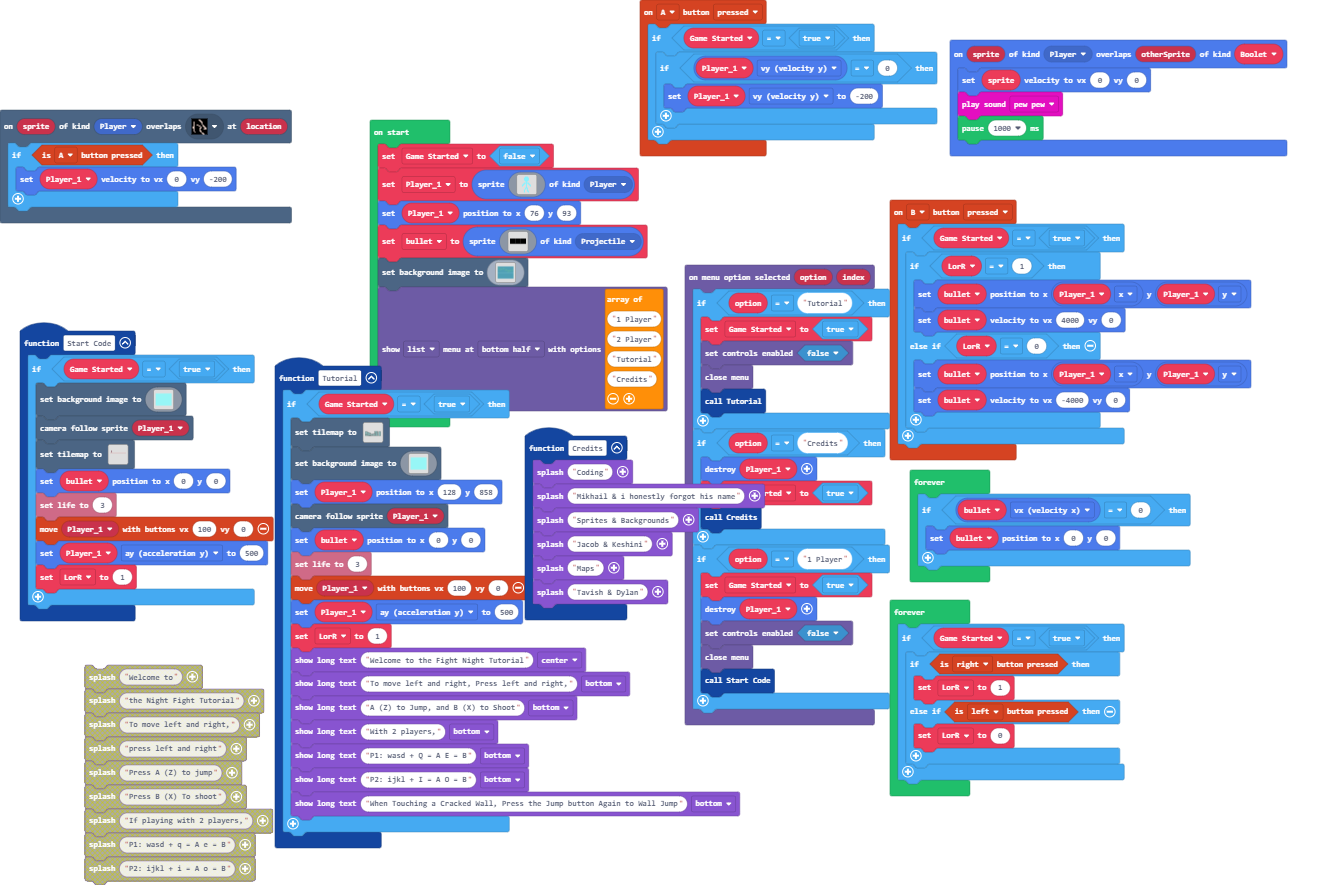 on A button pressed
if Game Started = true then
if Player_1 vy (velocity y) = 0 then
set Player_1 vy (velocity y) to -200
on sprite of kind Player overlaps otherSprite of kind Boolet
set sprite velocity to vx 0 vy 0
play sound pew pew
pause 1000 ms
on sprite of kind Player overlaps at location
if is A button pressed then
set Player_1 velocity to vx 0 vy -200
on start
set Game Started to false
set Player_1 to sprite of kind Player
set Player_1 position to x 76 y 93
set bullet to sprite of kind Projectile
set background image to
show list menu at bottom half with options
array of
"1 Player"
"2 Player"
"Tutorial"
"Credits"
on B button pressed
if Game Started = true then
if LorR = 1 then
set bullet position to x Player_1 x y Player_1 y
set bullet velocity to vx 4000 vy 0
else if LorR = 0 then
set bullet position to x Player_1 x y Player_1 y
set bullet velocity to vx -4000 vy 0
on menu option selected option index
if option = "Tutorial" then
set Game Started to true
set controls enabled false
close menu
call Tutorial
if option = "Credits" then
destroy Player_1
rted to true
call Credits
if option = "1 Player" then
set Game Started to true
destroy Player_1
set controls enabled false
close menu
call Start Code
function Start Code
if Game Started = true then
set background image to
camera follow sprite Player_1
set tilemap to
set bullet position to x 0 y 0
set life to 3
move Player_1 with buttons vx 100 vy 0
set Player_1 ay (acceleration y) to 500
set LorR to 1
function Tutorial
if Game Started = true then
set tilemap to
set background image to
set Player_1 position to x 128 y 858
camera follow sprite Player_1
set bullet position to x 0 y 0
set life to 3
move Player_1 with buttons vx 100 vy 0
set Player_1 ay (acceleration y) to 500
set LorR to 1
show long text "Welcome to the Fight Night Tutorial" center
show long text "To move left and right, Press left and right," bottom
show long text "A (Z) to Jump, and B (X) to Shoot" bottom
show long text "With 2 players," bottom
show long text "P1: wasd + Q = A E = B" bottom
show long text "P2: ijkl + I = A O = B" bottom
show long text "When Touching a Cracked Wall, Press the Jump button Again to Wall Jump" bottom
function Credits
splash "Coding"
splash "Mikhail & i honestly forgot his name"
splash "Sprites & Backgrounds"
splash "Jacob & Keshini"
splash "Maps"
splash "Tavish & Dylan"
forever
if bullet vx (velocity x) = 0 then
set bullet position to x 0 y 0
forever
if Game Started = true then
if is right button pressed then
set LorR to 1
else if is left button pressed then
set LorR to 0
splash "Welcome to"
splash "the Night Fight Tutorial"
splash "To move left and right,"
splash "press left and right"
splash "Press A (Z) to jump"
splash "Press B (X) To shoot"
splash "If playing with 2 players,"
splash "P1: wasd + q = A e = B"
splash "P2: ijkl + i = A o = B"